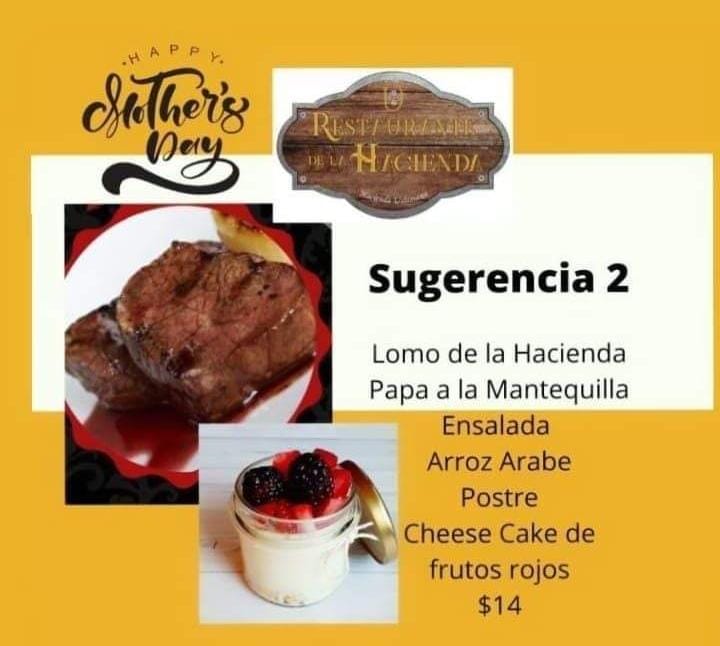 HAPPY
Mother's
Day
RESTAURANTE
DE LA HACIENDA
Sugerencia 2
Lomo de la Hacienda
Papa a la Mantequilla
Ensalada
Arroz Arabe
Postre
Cheese Cake de
frutos rojos
$14